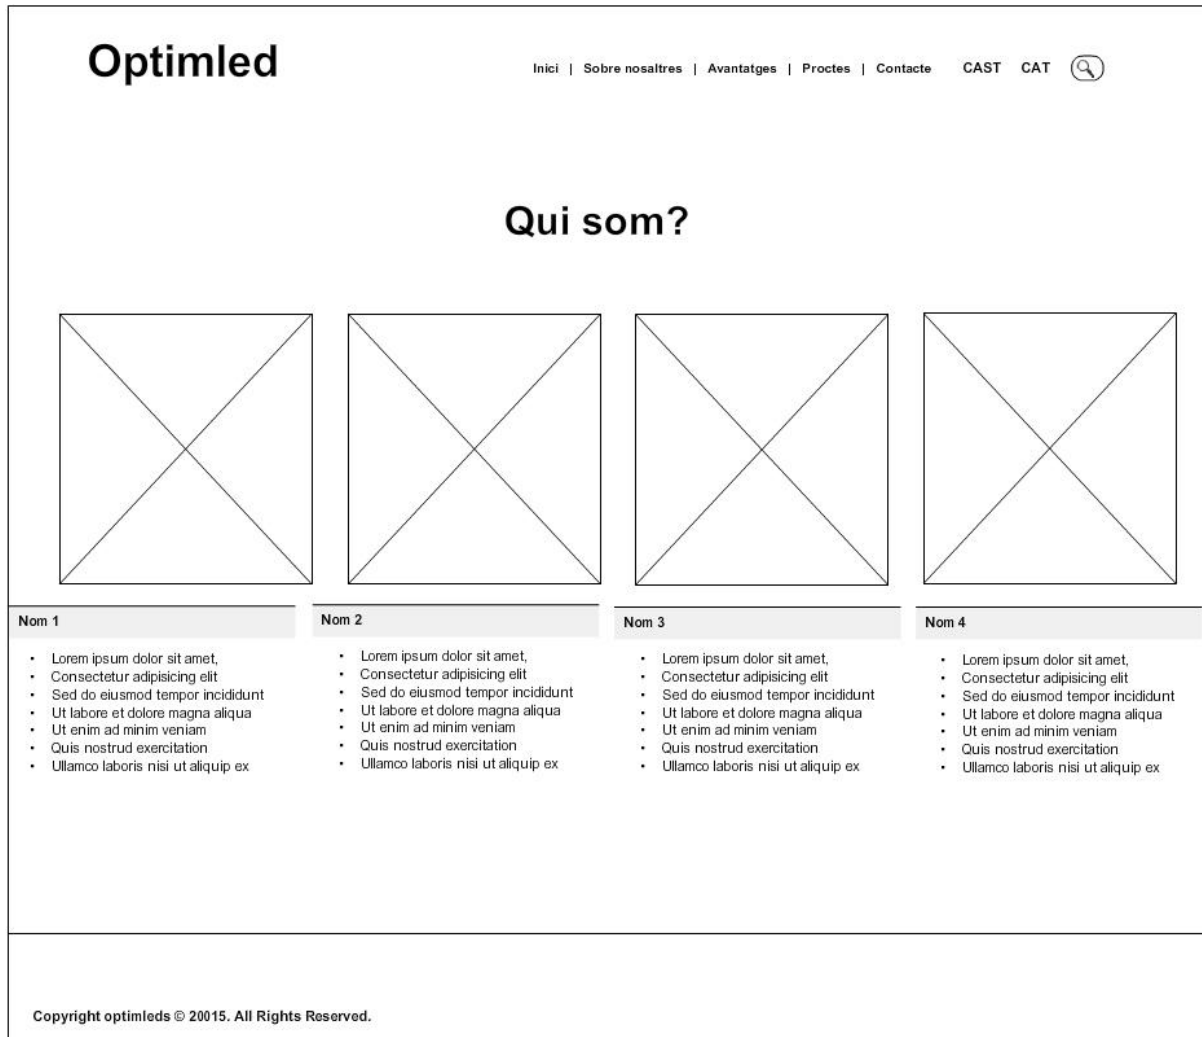 Optimled
Inici | Sobre nosaltres | Avantatges | Proctes | Contacte CAST CAT
Qui som?
Nom 1
• Lorem ipsum dolor sit amet,
• Consectetur adipisicing elit
• Sed do eiusmod tempor incididunt
• Ut labore et dolore magna aliqua
• Ut enim ad minim veniam
• Quis nostrud exercitation
• Ullamco laboris nisi ut aliquip ex
Nom 2
• Lorem ipsum dolor sit amet,
• Consectetur adipisicing elit
• Sed do eiusmod tempor incididunt
• Ut labore et dolore magna aliqua
• Ut enim ad minim veniam
• Quis nostrud exercitation
• Ullamco laboris nisi ut aliquip ex
Nom 3
• Lorem ipsum dolor sit amet,
• Consectetur adipisicing elit
• Sed do eiusmod tempor incididunt
• Ut labore et dolore magna aliqua
• Ut enim ad minim veniam
• Quis nostrud exercitation
• Ullamco laboris nisi ut aliquip ex
Nom 4
• Lorem ipsum dolor sit amet,
• Consectetur adipisicing elit
• Sed do eiusmod tempor incididunt
• Ut labore et dolore magna aliqua
• Ut enim ad minim veniam
• Quis nostrud exercitation
• Ullamco laboris nisi ut aliquip ex
Copyright optimleds © 20015. All Rights Reserved.